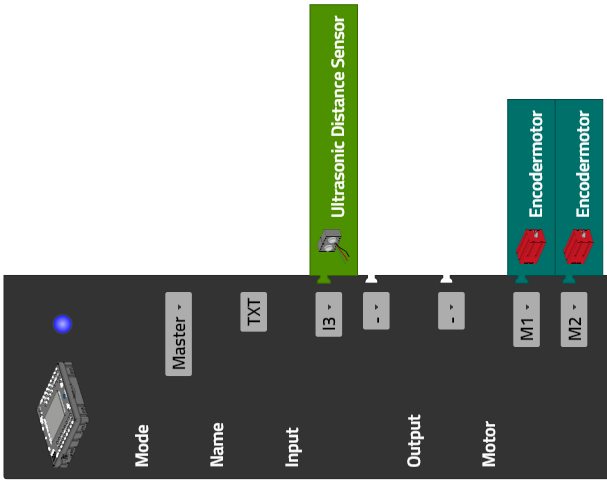 Mode
Master
Name
TXT
Input
I3 Ultrasonic Distance Sensor
-
Output
-
Motor
M1 Encodermotor
M2 Encodermotor